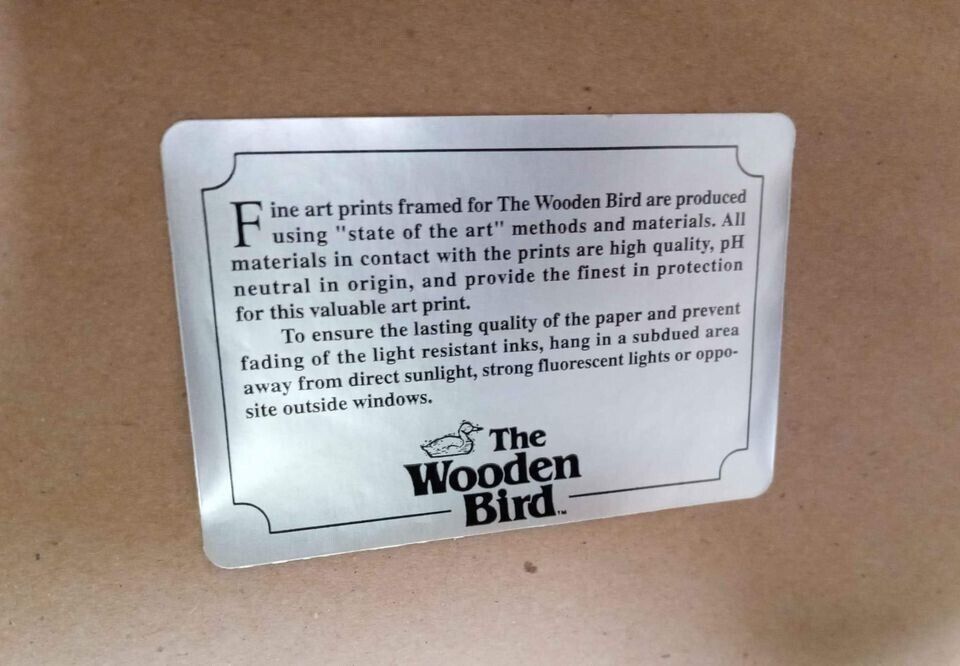 Fine art prints framed for The Wooden Bird are produced
using "state of the art" methods and materials. All
materials in contact with the prints are high quality, pH
neutral in origin, and provide the finest in protection
for this valuable art print.
To ensure the lasting quality of the paper and prevent
fading of the light resistant inks, hang in a subdued area
away from direct sunlight, strong fluorescent lights or oppo-
site outside windows.
The
Wooden
Bird™